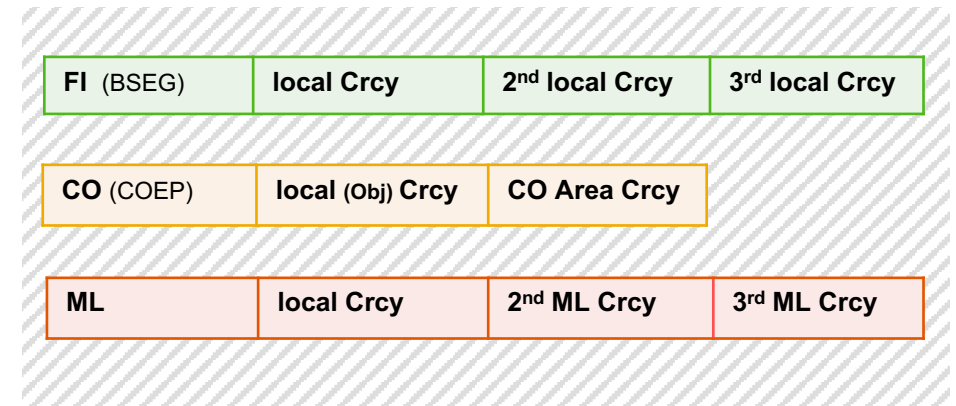 FI (BSEG) local Crcy 2nd local Crcy 3rd local Crcy
CO (COEP) local (Obj) Crcy CO Area Crcy
ML local Crcy 2nd ML Crcy 3rd ML Crcy